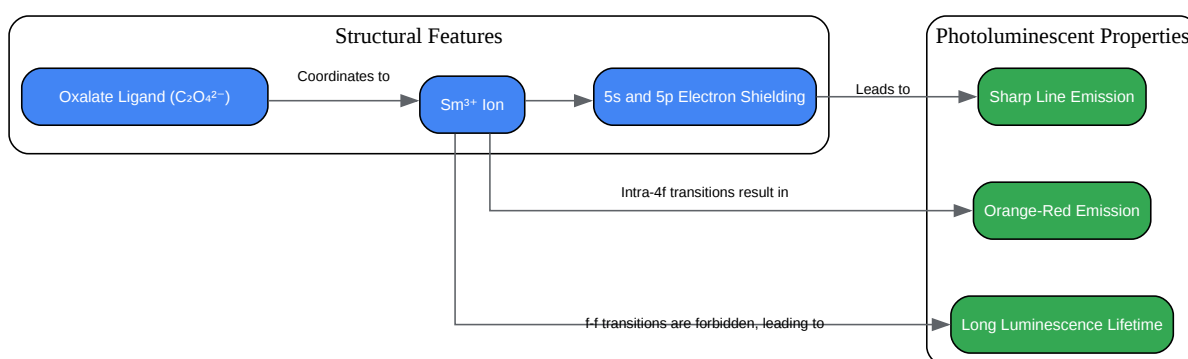 Structural Features
Photoluminescent Properties
Oxalate Ligand (C₂O₄²⁻)
Coordinates to
Sm³⁺ Ion
5s and 5p Electron Shielding
Leads to
Sharp Line Emission
Intra-4f transitions result in
Orange-Red Emission
f-f transitions are forbidden, leading to
Long Luminescence Lifetime